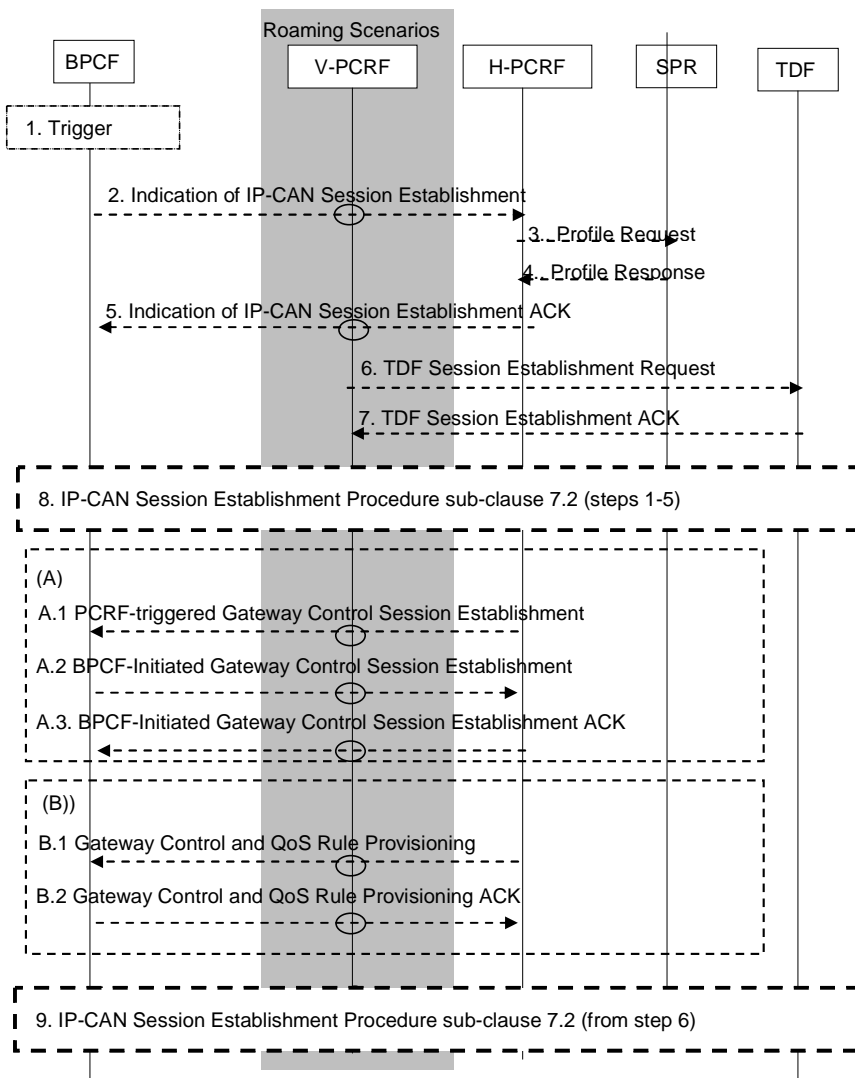 Roaming Scenarios
BPCF
V-PCRF
H-PCRF
SPR
TDF
1. Trigger
2. Indication of IP-CAN Session Establishment
3.. Profile Request
4.. Profile Response
5. Indication of IP-CAN Session Establishment ACK
6. TDF Session Establishment Request
7. TDF Session Establishment ACK
8. IP-CAN Session Establishment Procedure sub-clause 7.2 (steps 1-5)
(A)
A.1 PCRF-triggered Gateway Control Session Establishment
A.2 BPCF-Initiated Gateway Control Session Establishment
A.3. BPCF-Initiated Gateway Control Session Establishment ACK
(B))
B.1 Gateway Control and QoS Rule Provisioning
B.2 Gateway Control and QoS Rule Provisioning ACK
9. IP-CAN Session Establishment Procedure sub-clause 7.2 (from step 6)